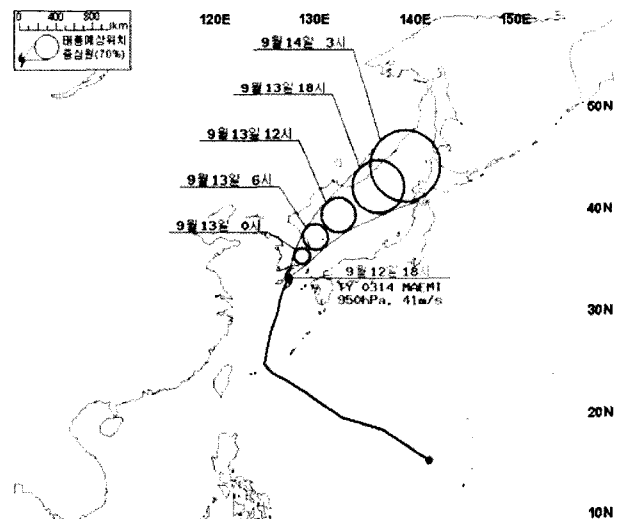 0 400 800 km
태풍예상위치
중심원(70%)
120E 130E 140E 150E
9월14일 3시
9월13일 18시
9월13일 12시
9월13일 6시
9월13일 0시
9월12일 18시
TY 0314 MAEMI
950hPa, 41m/s
50N
40N
30N
20N
10N